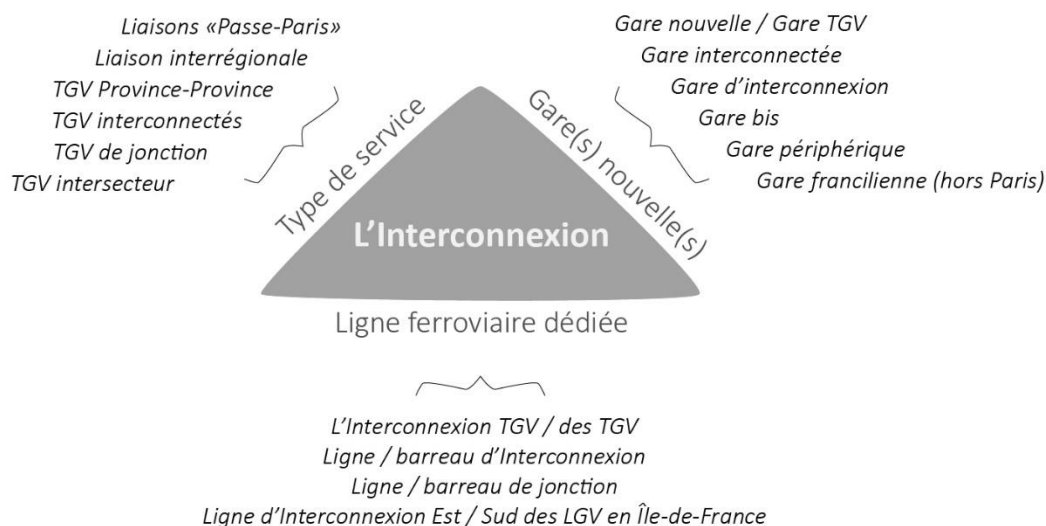 Liaisons «Passe-Paris»
Liaison interrégionale
TGV Province-Province
TGV interconnectés
TGV de jonction
TGV intersecteur
Type de service
Gare nouvelle / Gare TGV
Gare interconnectée
Gare d’interconnexion
Gare bis
Gare périphérique
Gare francilienne (hors Paris)
Gare(s) nouvelle(s)
L’Interconnexion
Ligne ferroviaire dédiée
L’Interconnexion TGV / des TGV
Ligne / barreau d’Interconnexion
Ligne / barreau de jonction
Ligne d’Interconnexion Est / Sud des LGV en Île-de-France